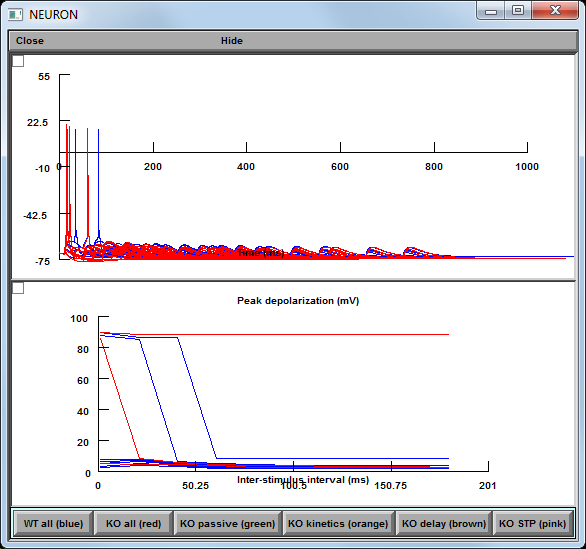 NEURON
Close Hide
55
22.5
-10 0 200 400 600 800 1000
-42.5
-75
Peak depolarization (mV)
100
80
60
40
20
0
Inter-stimulus interval (ms)
0 50.25 100.5 150.75 201
WT all (blue) KO all (red) KO passive (green) KO kinetics (orange) KO delay (brown) KO STP (pink)